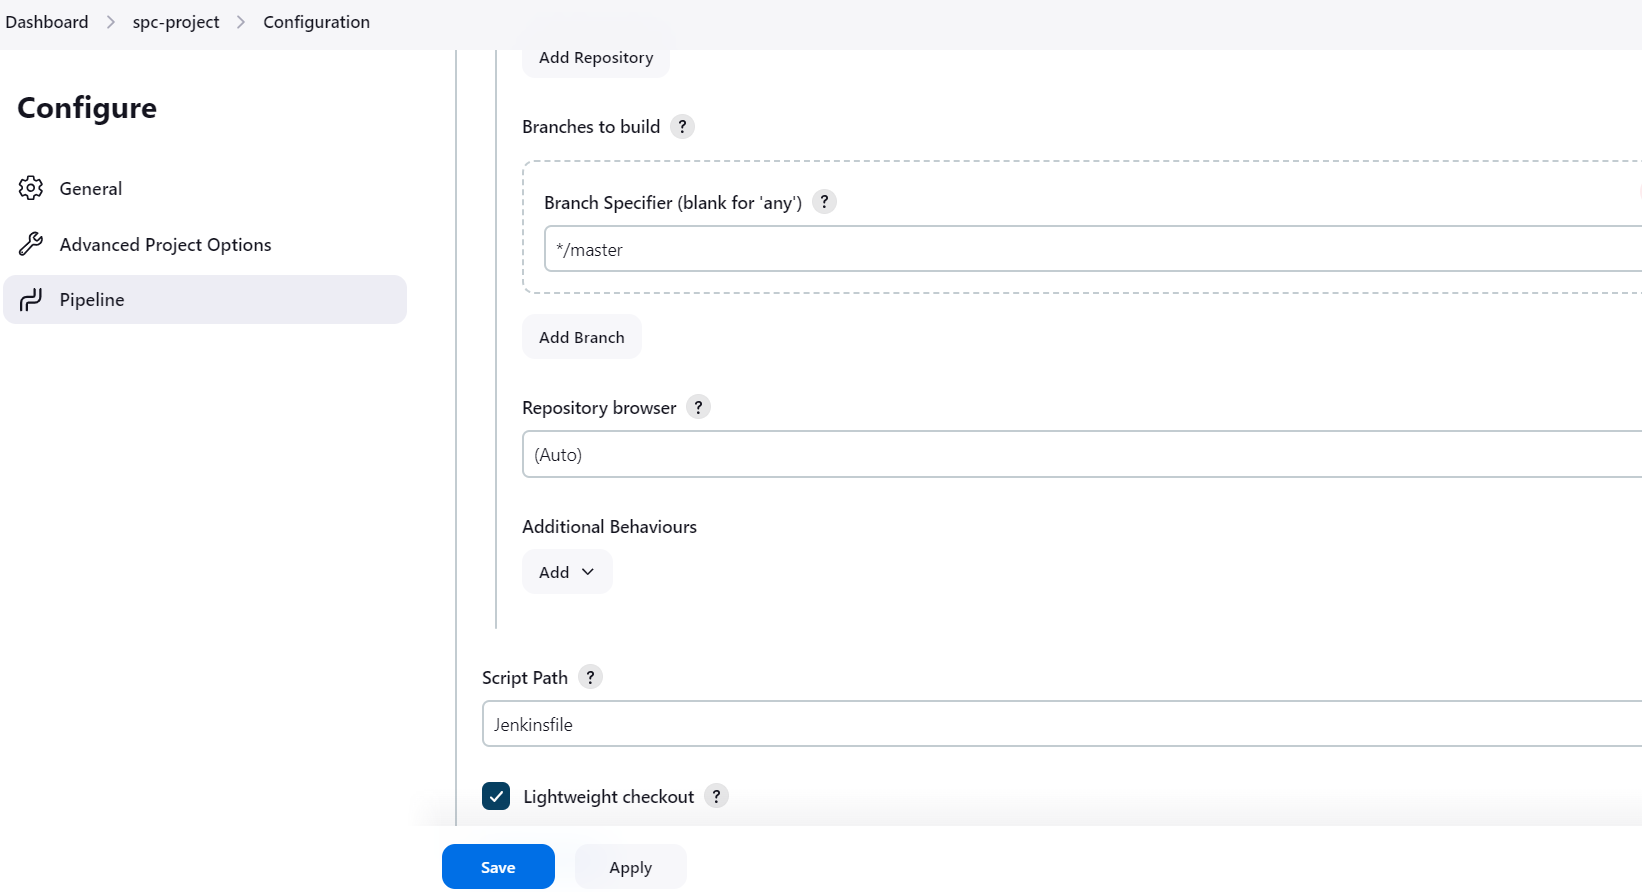 Dashboard > spc-project > Configuration
Configure
General
Advanced Project Options
Pipeline
Add Repository
Branches to build ?
Branch Specifier (blank for 'any') ?
*/master
Add Branch
Repository browser ?
(Auto)
Additional Behaviours
Add
Script Path ?
Jenkinsfile
Lightweight checkout ?
Save Apply